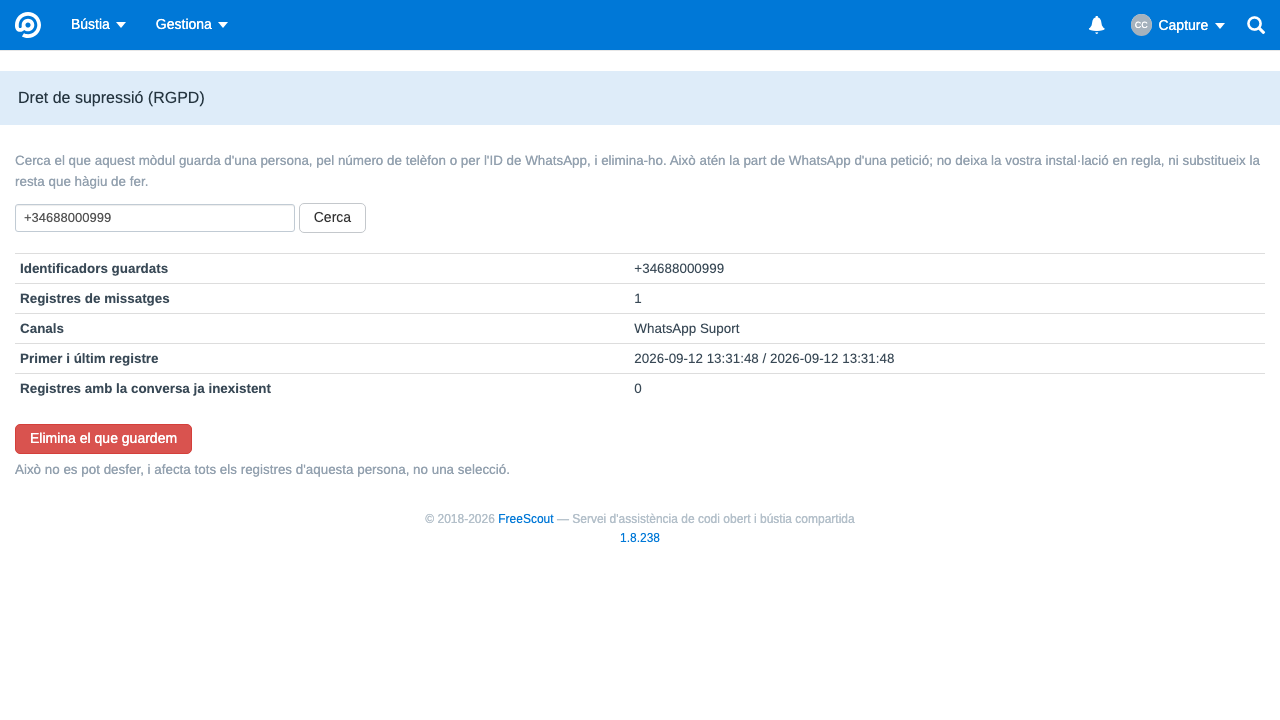 Bústia Gestiona CC Capture
Dret de supressió (RGPD)
Cerca el que aquest mòdul guarda d'una persona, pel número de telèfon o per l'ID de WhatsApp, i elimina-ho. Això atén la part de WhatsApp d'una petició; no deixa la vostra instal·lació en regla, ni substitueix la
resta que hàgiu de fer.
+34688000999 Cerca
Identificadors guardats +34688000999
Registres de missatges 1
Canals WhatsApp Suport
Primer i últim registre 2026-09-12 13:31:48 / 2026-09-12 13:31:48
Registres amb la conversa ja inexistent 0
Elimina el que guardem
Això no es pot desfer, i afecta tots els registres d'aquesta persona, no una selecció.
© 2018-2026 FreeScout — Servei d'assistència de codi obert i bústia compartida
1.8.238